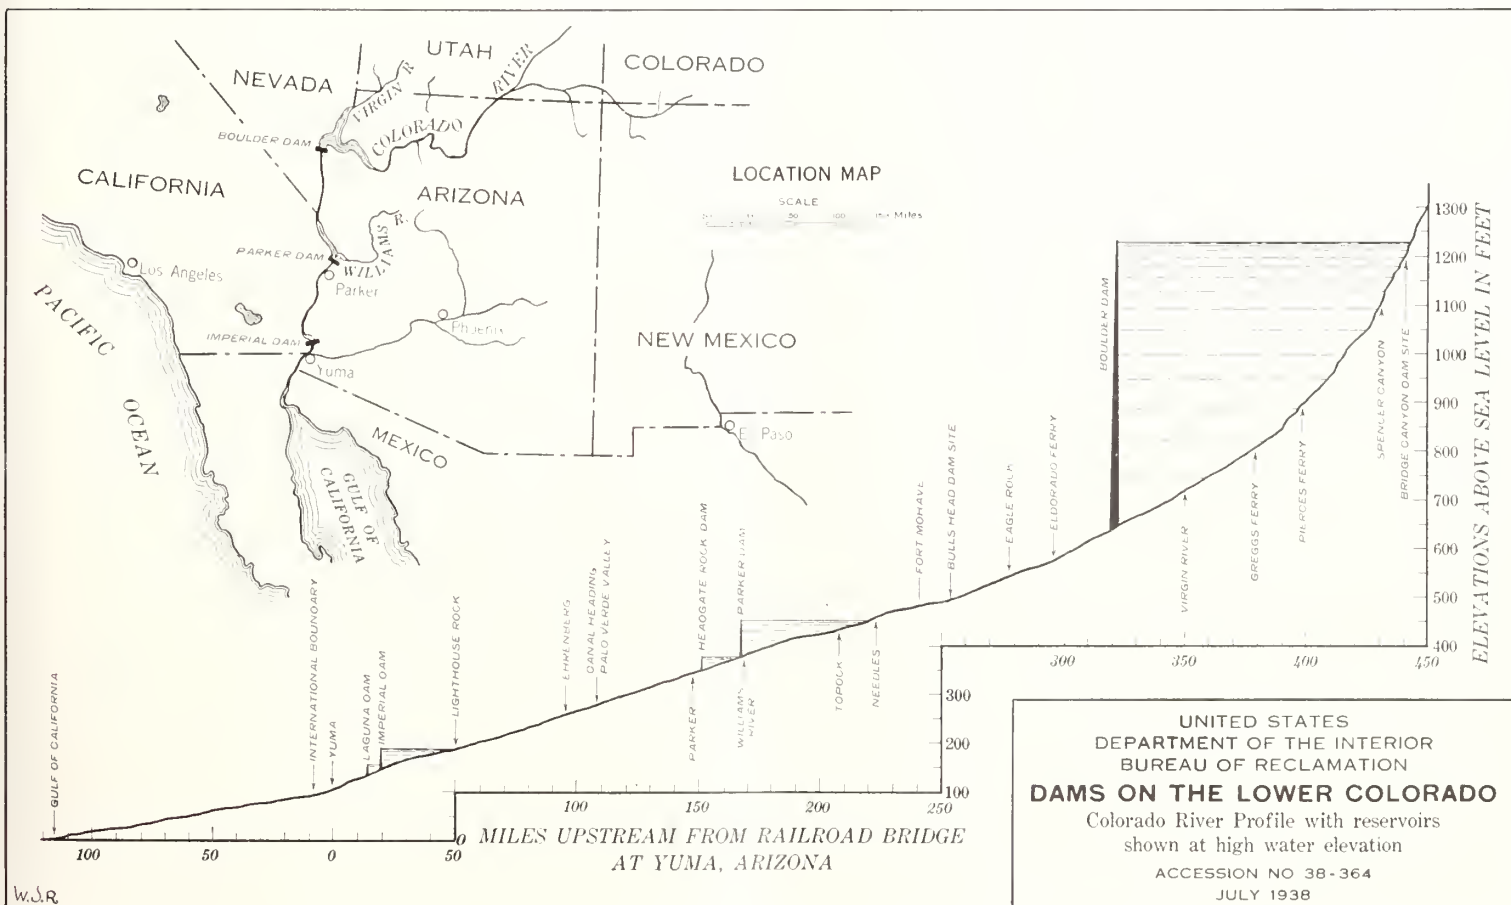 UTAH
NEVADA
COLORADO
VIRGIN R.
COLORADO RIVER
BOULDER DAM
CALIFORNIA
ARIZONA
LOCATION MAP
SCALE
50 100 150 Miles
PARKER DAM
WILLIAMS R.
Los Angeles
Parker
PACIFIC
OCEAN
Phoenix
IMPERIAL DAM
Yuma
NEW MEXICO
MEXICO
El Paso
GULF OF
CALIFORNIA
GULF OF CALIFORNIA
INTERNATIONAL BOUNDARY
YUMA
LAGUNA DAM
IMPERIAL DAM
LIGHTHOUSE ROCK
EHRENBERG
CANAL HEADING
PALO VERDE VALLEY
PARKER
HEADGATE ROCK DAM
PARKER DAM
WILLIAMS
RIVER
TOPOCK
NEEDLES
FORT MOHAVE
BULLS HEAD DAM SITE
EAGLE ROCK
ELDORADO FERRY
BOULDER DAM
VIRGIN RIVER
GREGGS FERRY
PIERCES FERRY
SPENCER CANYON
BRIDGE CANYON DAM SITE
1300
1200
1100
1000
900
800
700
600
500
400
ELEVATIONS ABOVE SEA LEVEL IN FEET
300 350 400 450
300
200
100
0
100 150 200 250
100 50 0 50
MILES UPSTREAM FROM RAILROAD BRIDGE
AT YUMA, ARIZONA
UNITED STATES
DEPARTMENT OF THE INTERIOR
BUREAU OF RECLAMATION
DAMS ON THE LOWER COLORADO
Colorado River Profile with reservoirs
shown at high water elevation
ACCESSION NO 38-364
JULY 1938
W.J.R.